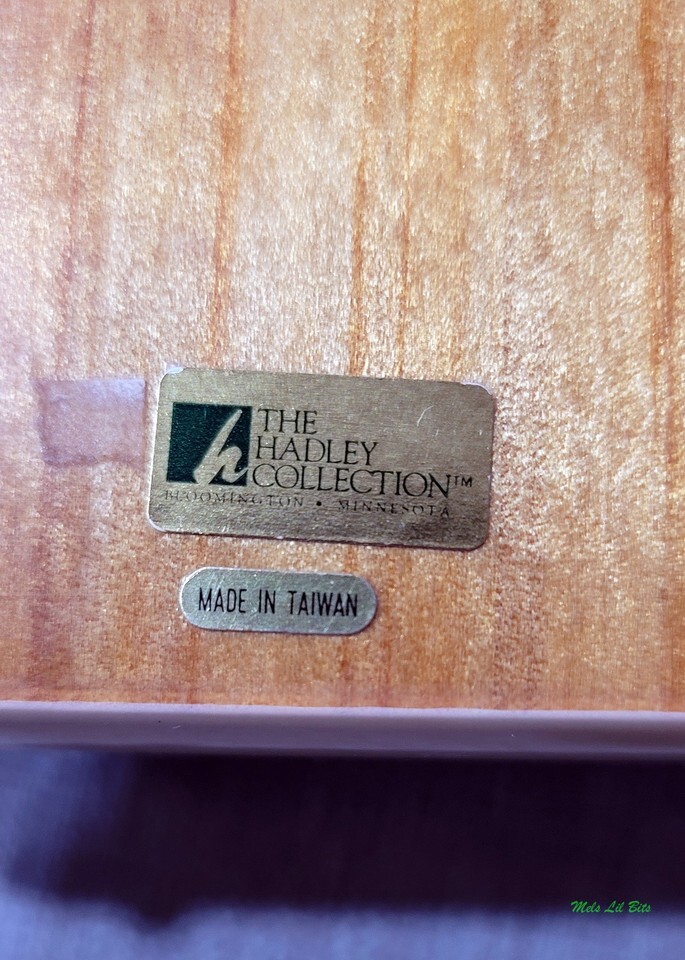 h
THE
HADLEY
COLLECTION™
BLOOMINGTON • MINNESOTA
MADE IN TAIWAN
Mels Lil Bits